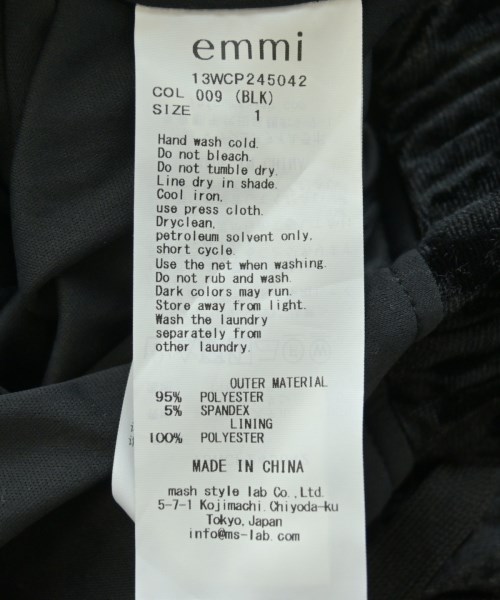 emmi
13WCP245042
COL 009 (BLK)
SIZE 1
Hand wash cold.
Do not bleach.
Do not tumble dry.
Line dry in shade.
Cool iron,
use press cloth.
Dryclean,
petroleum solvent only,
short cycle.
Use the net when washing.
Do not rub and wash.
Dark colors may run.
Store away from light.
Wash the laundry
separately from
other laundry.
OUTER MATERIAL
95% POLYESTER
5% SPANDEX
LINING
100% POLYESTER
MADE IN CHINA
mash style lab Co.,Ltd.
5-7-1 Kojimachi.Chiyoda-ku
Tokyo,Japan
info@ms-lab.com